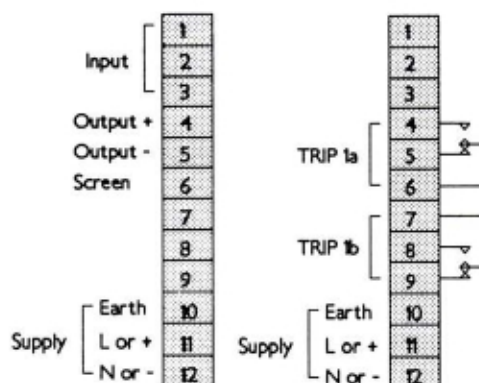 1
Input 2
3
Output + 4
Output - 5
Screen 6
7
8
9
Earth 10
Supply L or + 11
N or - 12
1
2
3
4
TRIP 1a 5
6
7
TRIP 1b 8
9
Earth 10
Supply L or + 11
N or - 12